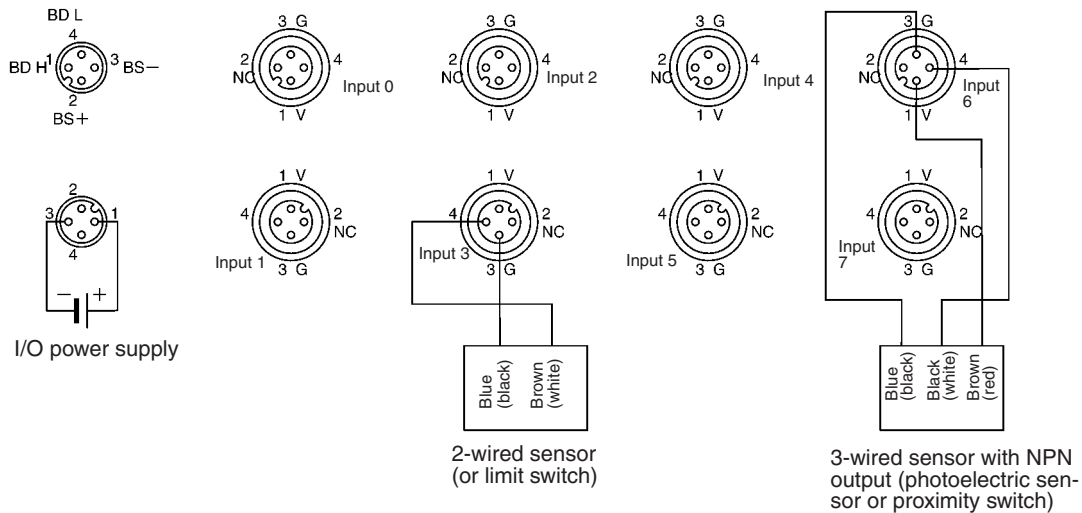 BD L
4
BD H 1
3 BS−
2
BS+
3 G
2
NC
4
Input 0
1 V
3 G
2
NC
4
Input 2
1 V
3 G
2
NC
4
Input 4
1 V
3 G
2
NC
4
Input
6
1 V
2
3
1
4
− +
I/O power supply
1 V
4
2
NC
Input 1
3 G
1 V
4
2
NC
Input 3
3 G
1 V
4
2
NC
Input 5
3 G
1 V
4
2
NC
Input
7
3 G
Blue
(black)
Brown
(white)
2-wired sensor
(or limit switch)
Blue
(black)
Black
(white)
Brown
(red)
3-wired sensor with NPN
output (photoelectric sen-
sor or proximity switch)